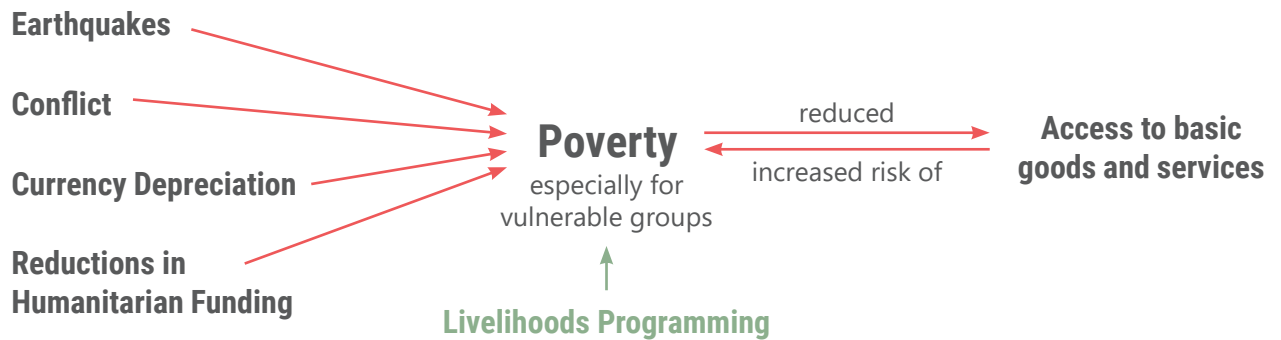 Earthquakes
Conflict
Currency Depreciation
Reductions in
Humanitarian Funding
Poverty
especially for
vulnerable groups
Livelihoods Programming
reduced
increased risk of
Access to basic
goods and services